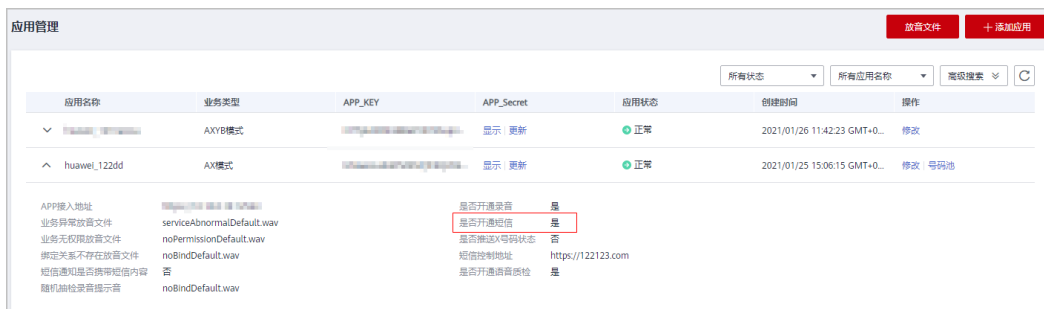 应用管理
放音文件
＋添加应用
所有状态
所有应用名称
高级搜索
应用名称 业务类型 APP_KEY APP_Secret 应用状态 创建时间 操作
AXYB模式 显示 更新 正常 2021/01/26 11:42:23 GMT+0... 修改
huawei_122dd AX模式 显示 更新 正常 2021/01/25 15:06:15 GMT+0... 修改 号码池
APP接入地址 是否开通录音 是
业务异常放音文件 serviceAbnormalDefault.wav 是否开通短信 是
业务无权限放音文件 noPermissionDefault.wav 是否推送X号码状态 否
绑定关系不存在放音文件 noBindDefault.wav 短信控制地址 https://122123.com
短信通知是否携带短信内容 否 是否开通语音质检 是
随机抽检录音提示音 noBindDefault.wav